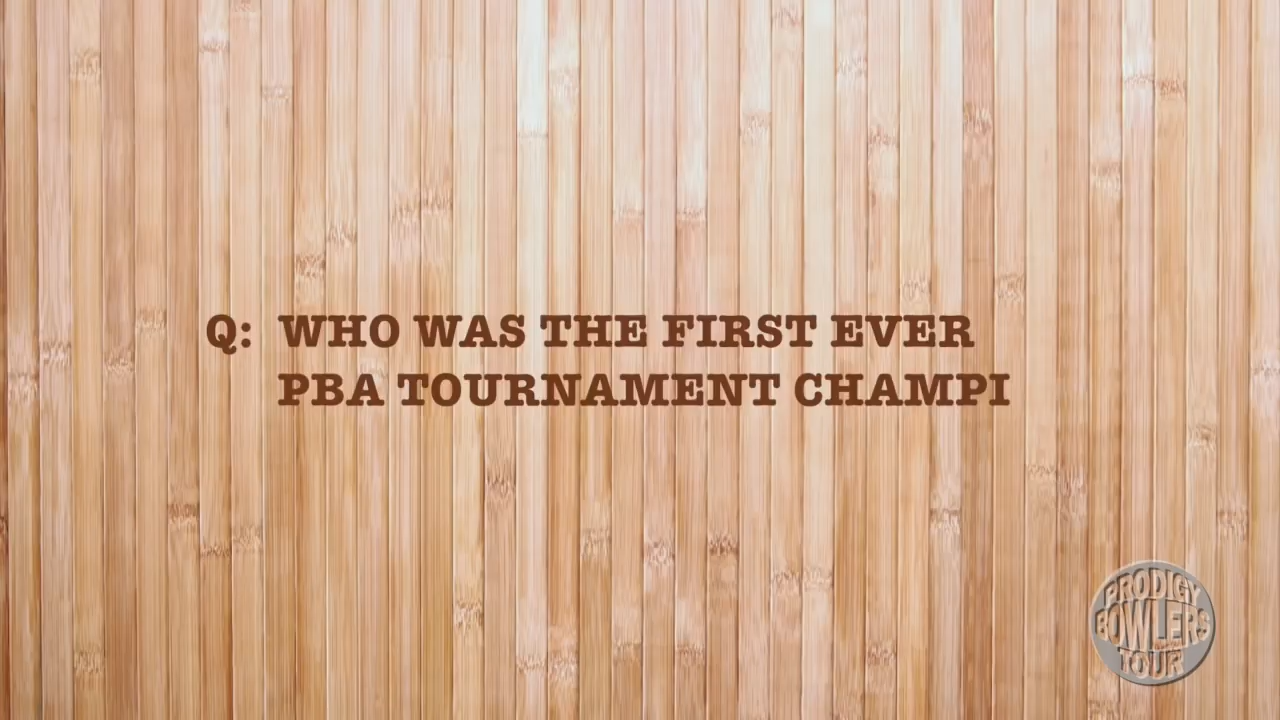 Q: WHO WAS THE FIRST EVER
PBA TOURNAMENT CHAMPI
PRODIGY
BOWLERS
TOUR